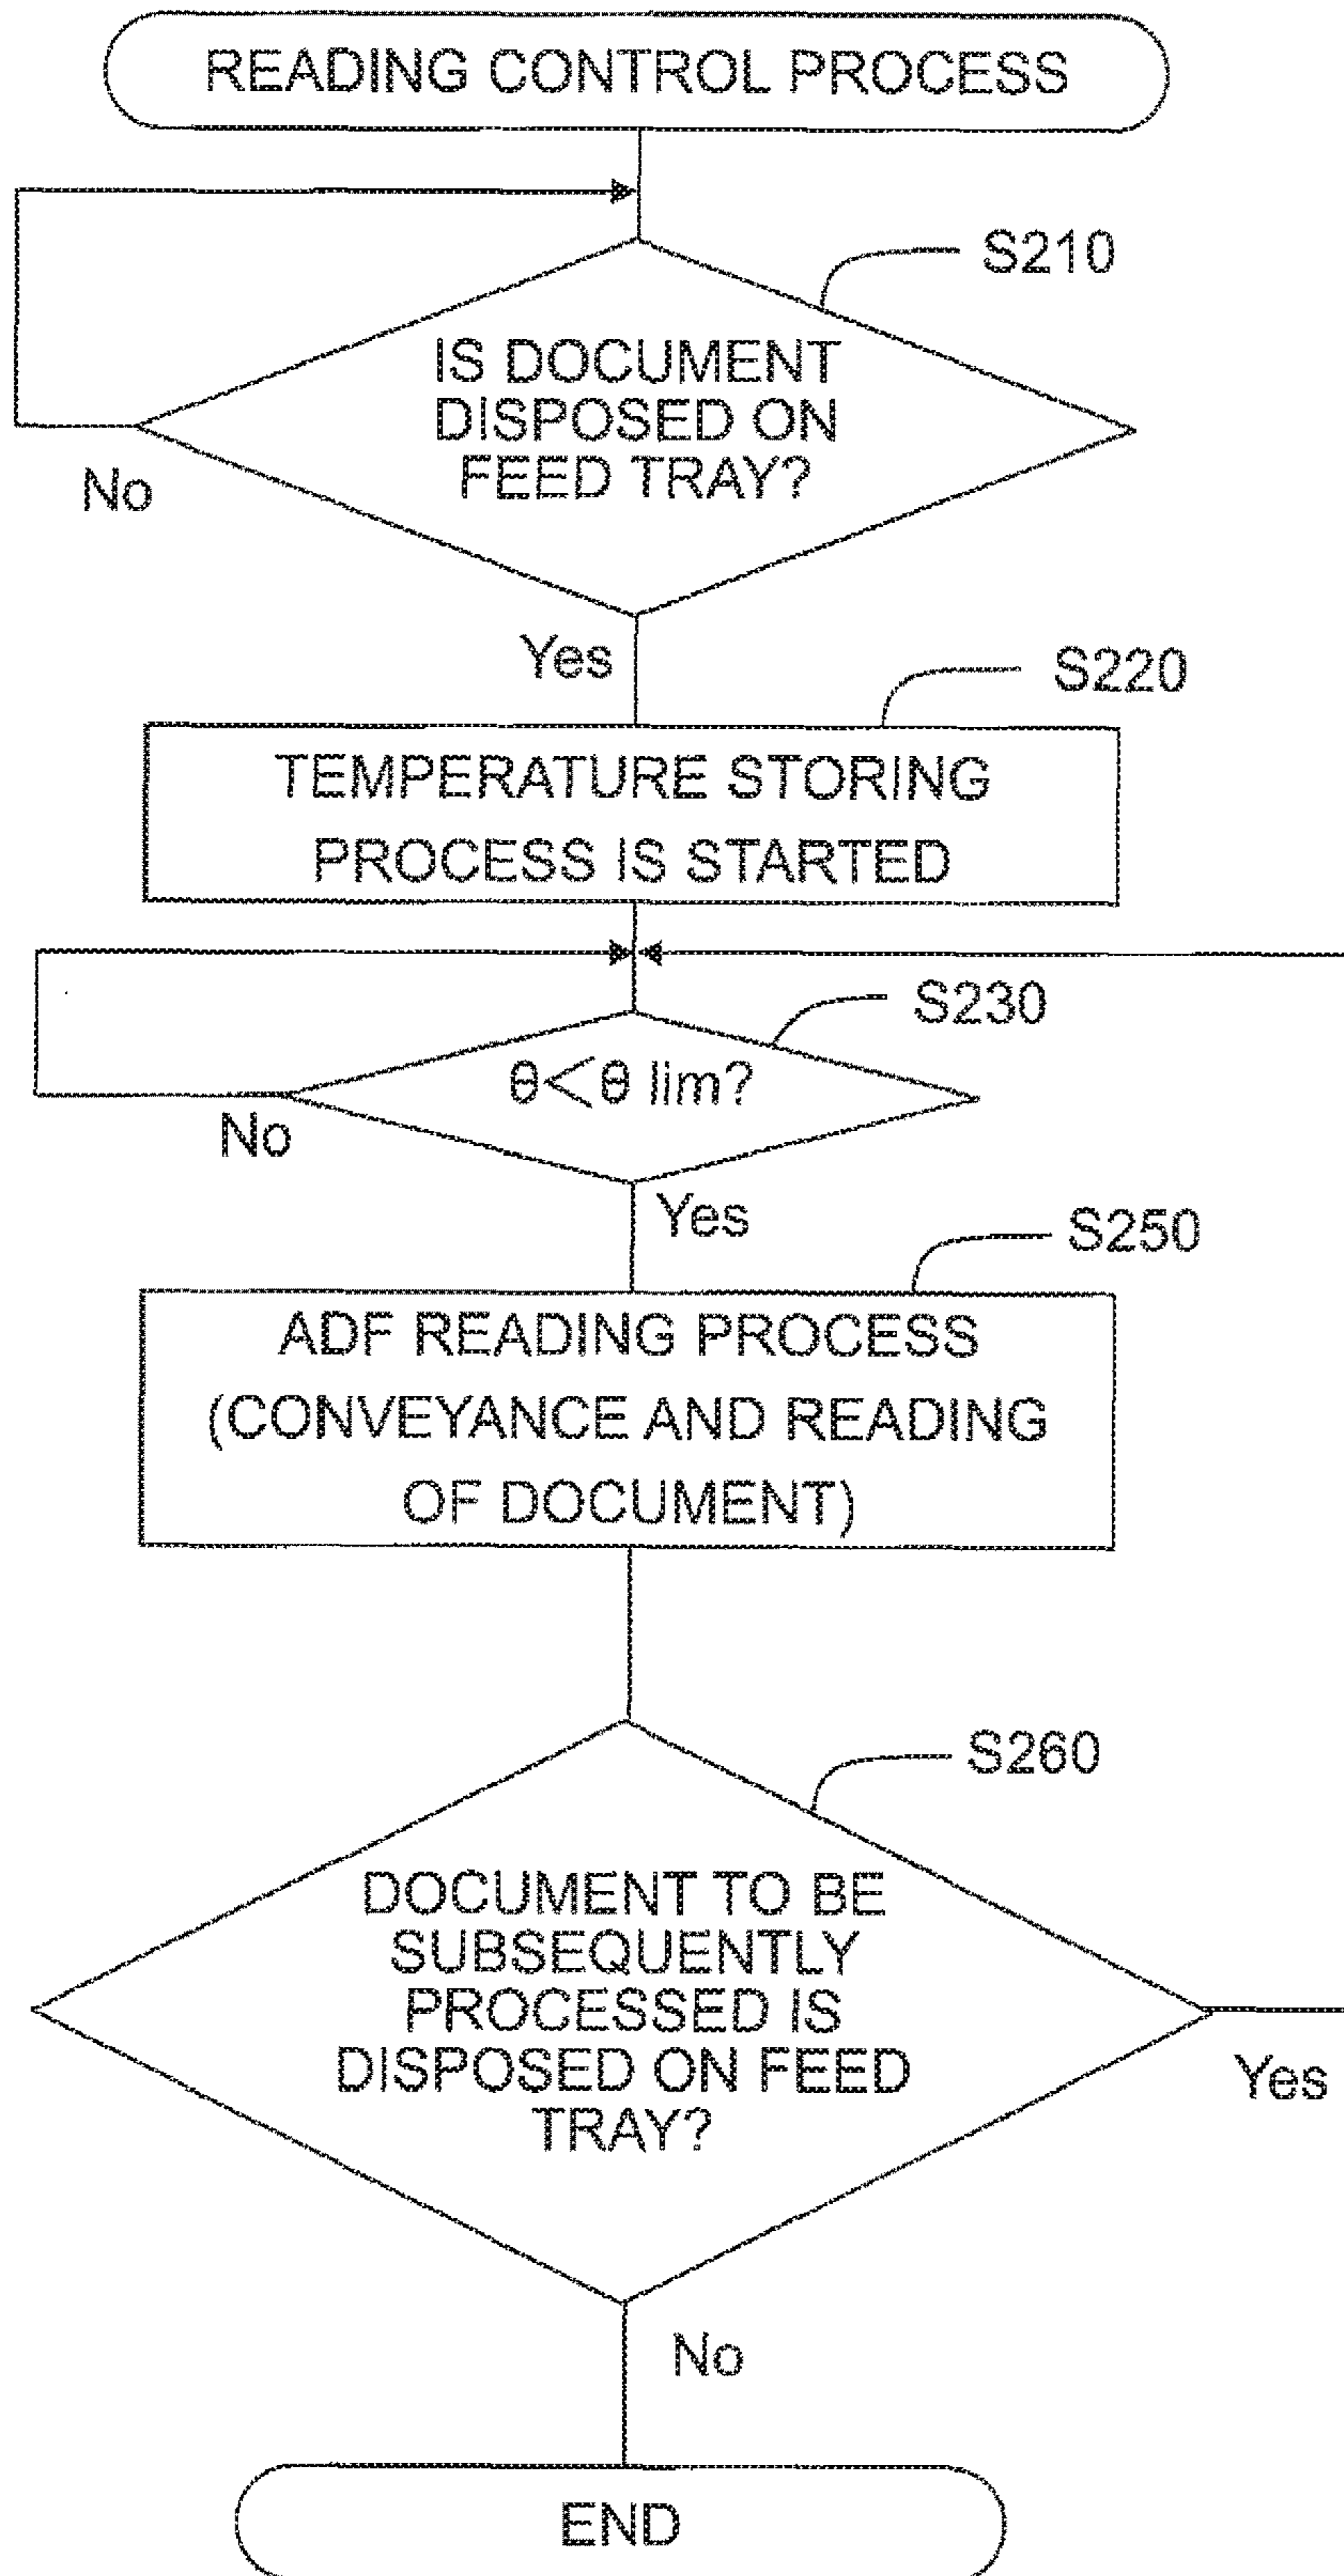 READING CONTROL PROCESS
S210
IS DOCUMENT
DISPOSED ON
FEED TRAY?
No
Yes
S220
TEMPERATURE STORING
PROCESS IS STARTED
S230
θ<θ lim?
No
Yes
S250
ADF READING PROCESS
(CONVEYANCE AND READING
OF DOCUMENT)
S260
DOCUMENT TO BE
SUBSEQUENTLY
PROCESSED IS
DISPOSED ON FEED
TRAY?
Yes
No
END